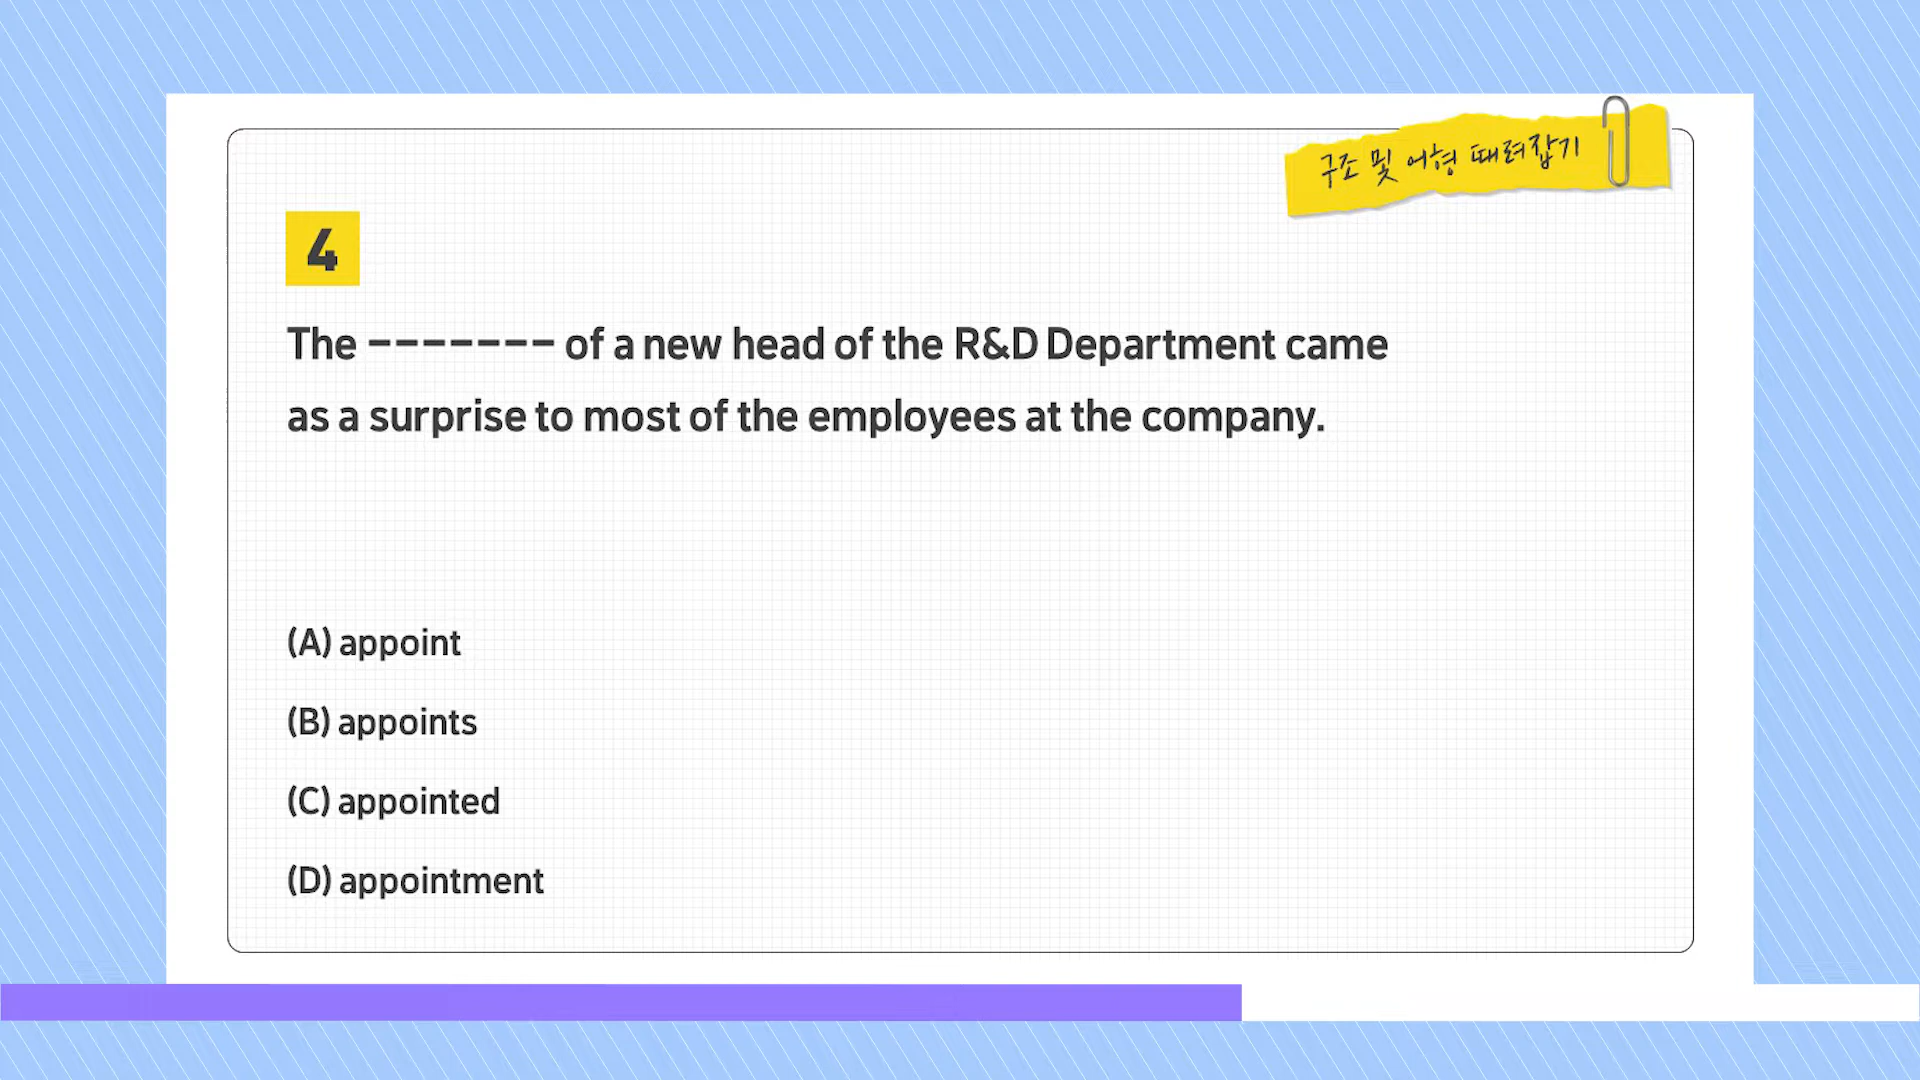 구조 및 어형 때려잡기
4
The ------- of a new head of the R&D Department came
as a surprise to most of the employees at the company.
(A) appoint
(B) appoints
(C) appointed
(D) appointment